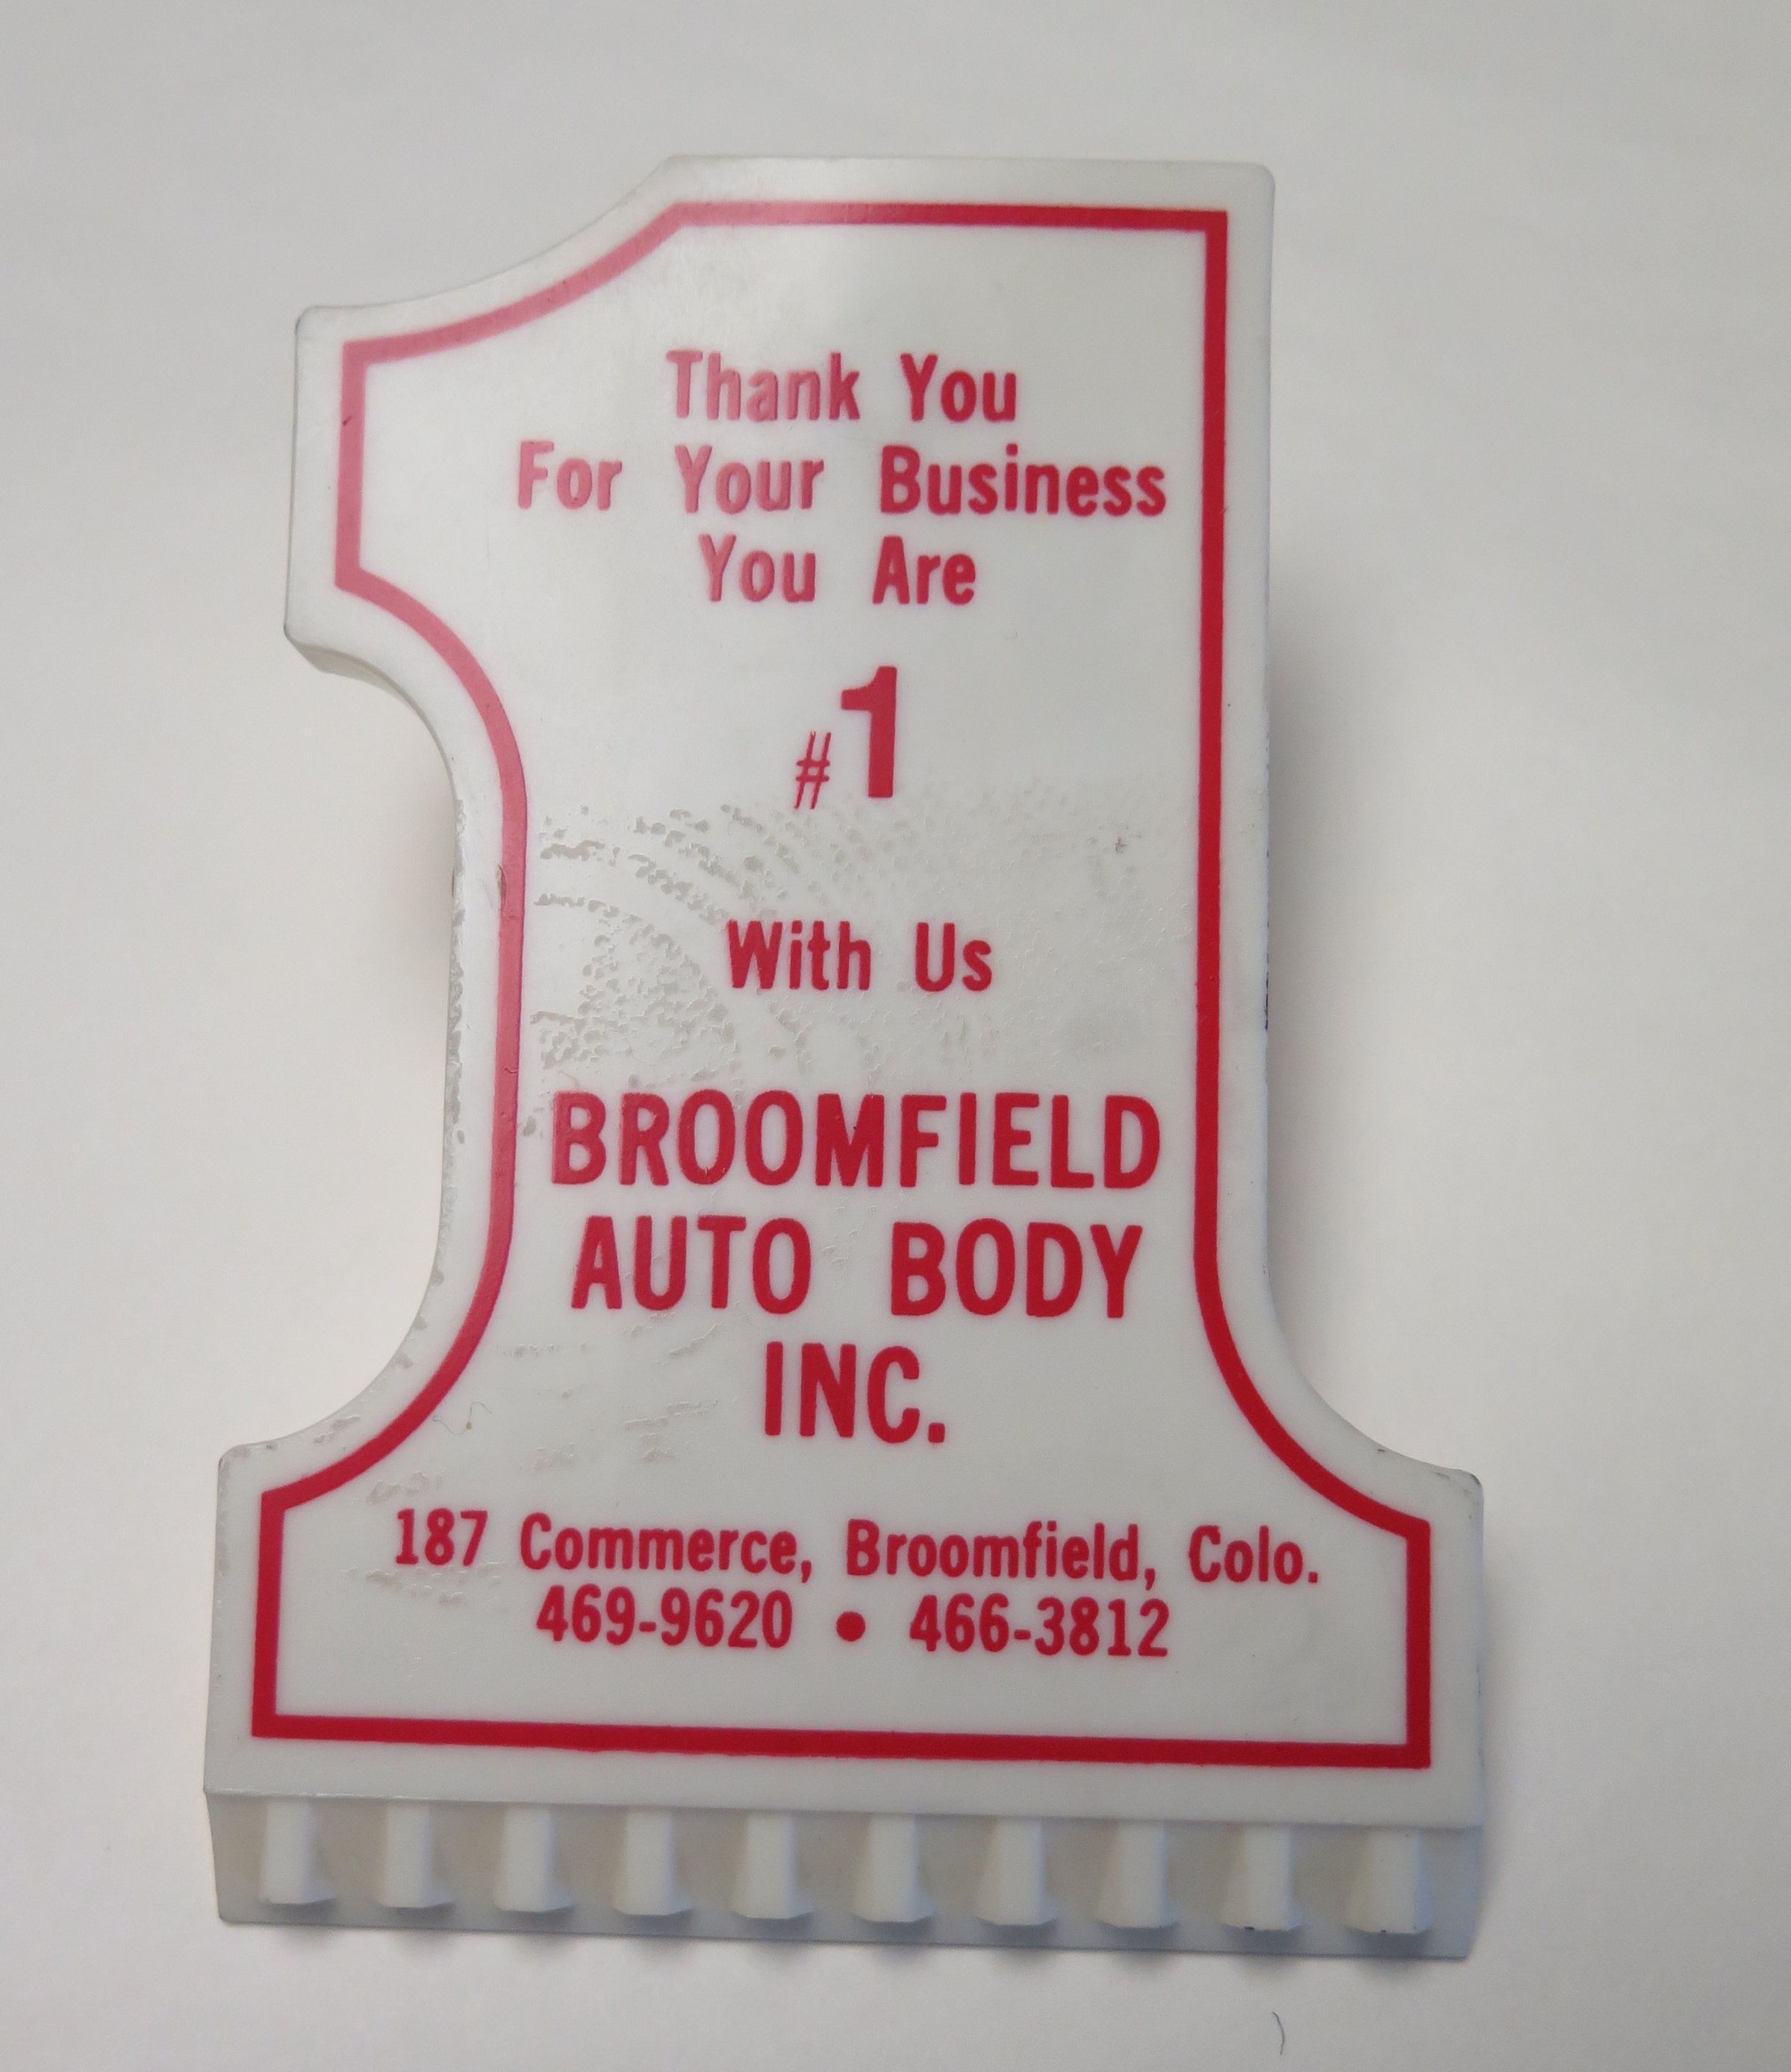 Thank You
For Your Business
You Are
#1
With Us
BROOMFIELD
AUTO BODY
INC.
187 Commerce, Broomfield, Colo.
469-9620 • 466-3812